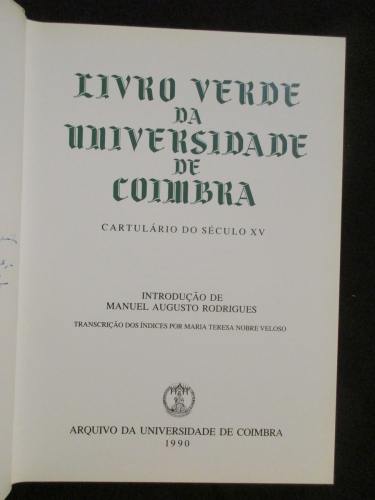 LIVRO VERDE
DA
UNIVERSIDADE
DE
COIMBRA
CARTULÁRIO DO SÉCULO XV
INTRODUÇÃO DE
MANUEL AUGUSTO RODRIGUES
TRANSCRIÇÃO DOS ÍNDICES POR MARIA TERESA NOBRE VELOSO
ARQUIVO DA UNIVERSIDADE DE COIMBRA
1990